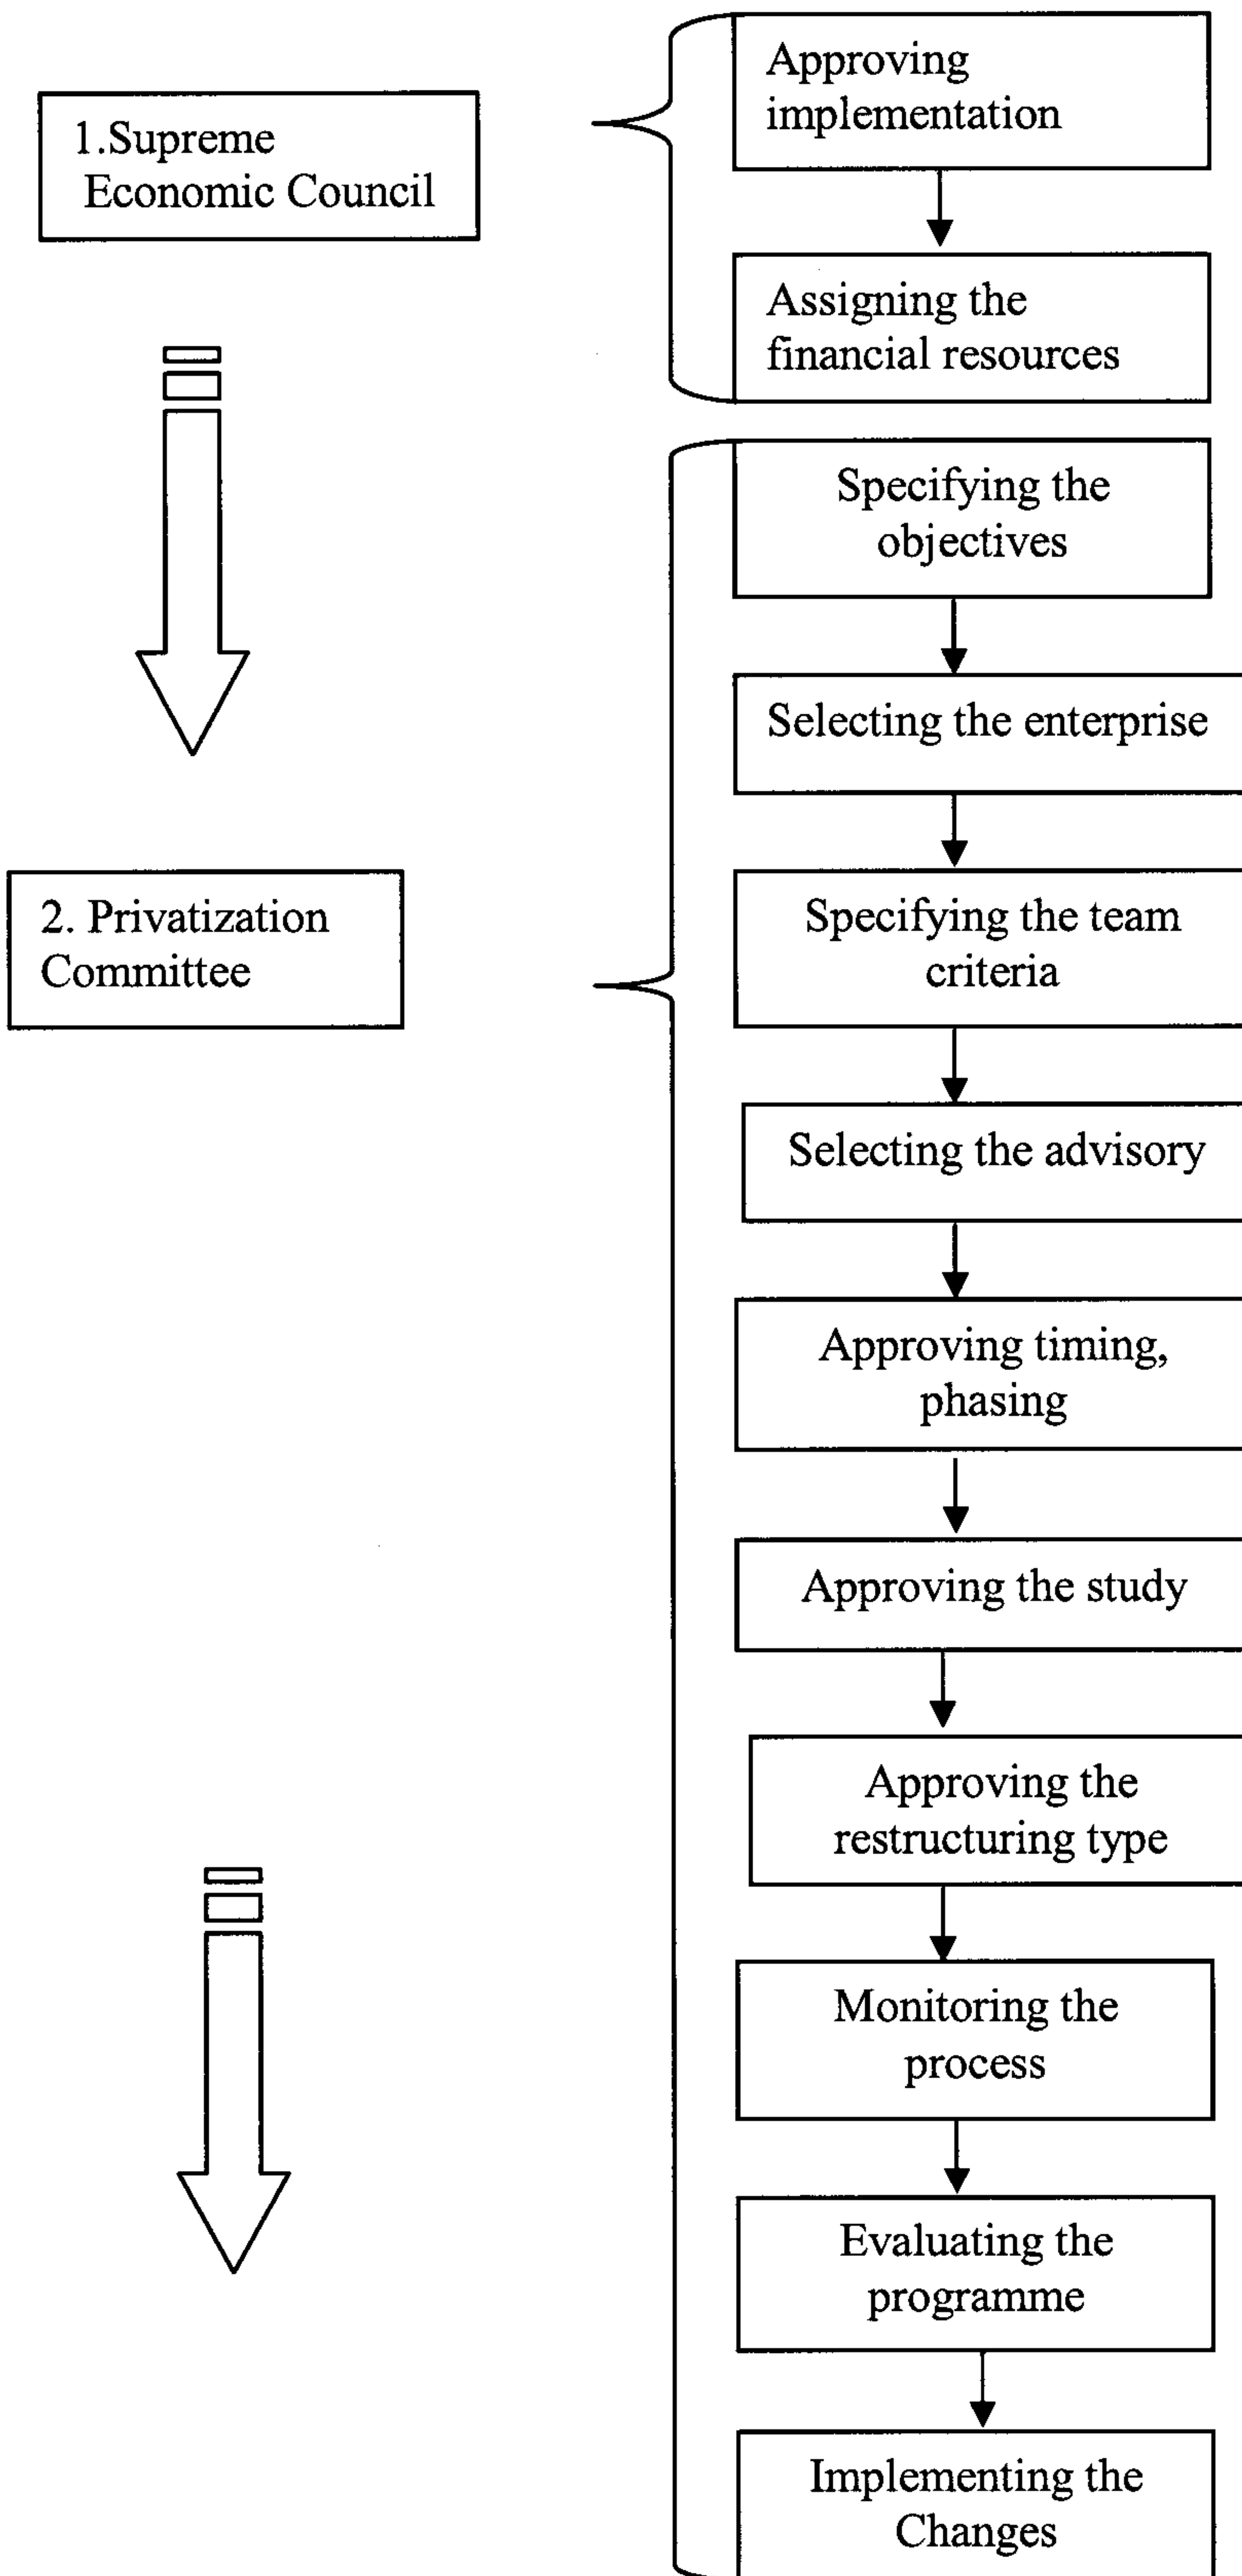 1.Supreme
Economic Council
Approving
implementation
Assigning the
financial resources
2. Privatization
Committee
Specifying the
objectives
Selecting the enterprise
Specifying the team
criteria
Selecting the advisory
Approving timing,
phasing
Approving the study
Approving the
restructuring type
Monitoring the
process
Evaluating the
programme
Implementing the
Changes